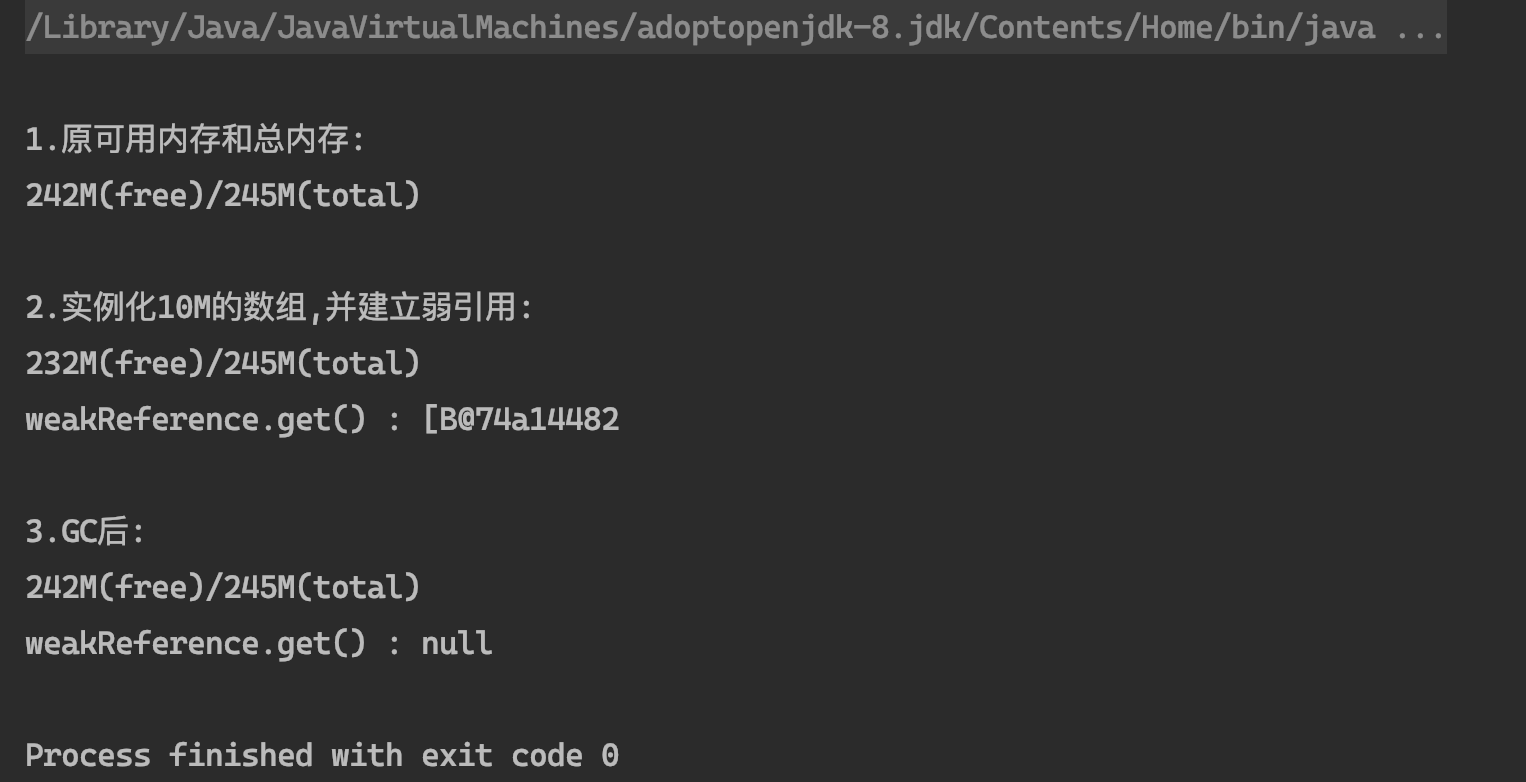 /Library/Java/JavaVirtualMachines/adoptopenjdk-8.jdk/Contents/Home/bin/java ...
1.原可用内存和总内存:
242M(free)/245M(total)
2.实例化10M的数组,并建立弱引用:
232M(free)/245M(total)
weakReference.get() : [B@74a14482
3.GC后:
242M(free)/245M(total)
weakReference.get() : null
Process finished with exit code 0